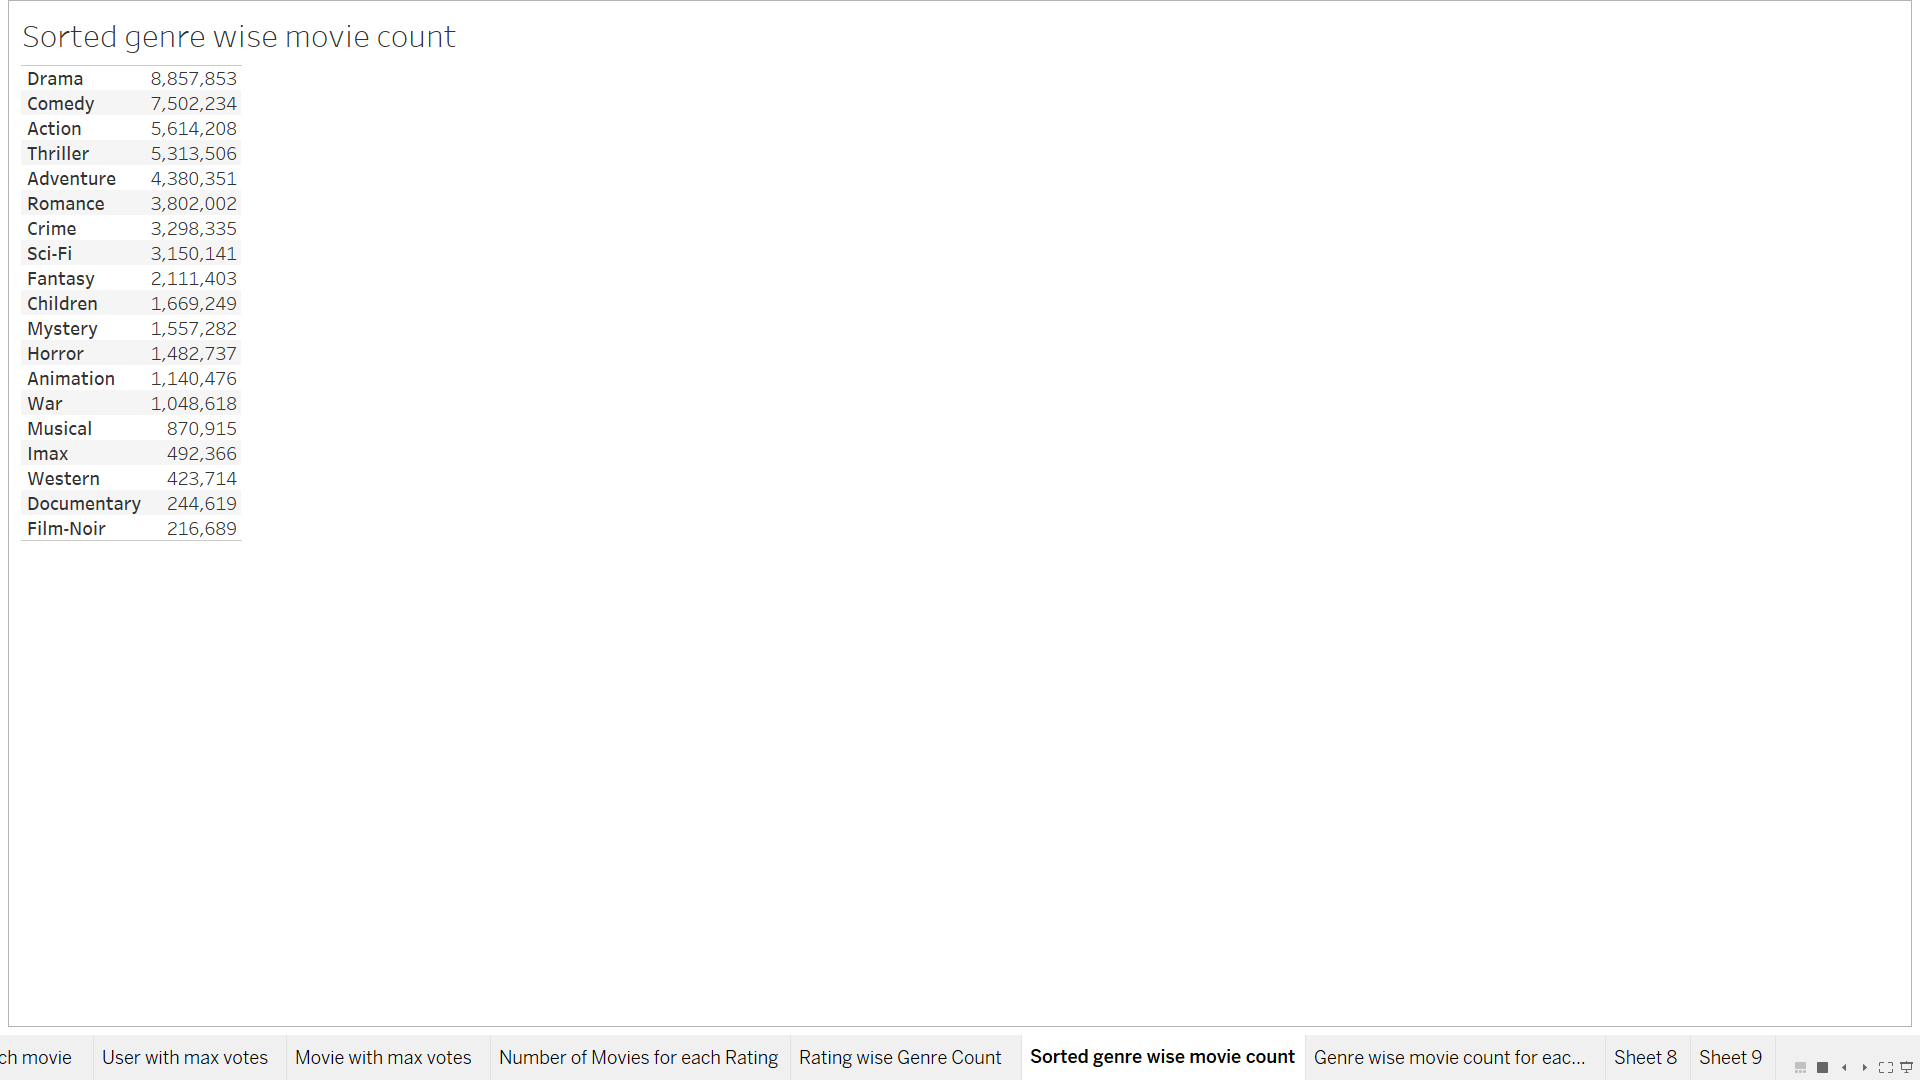 Sorted genre wise movie count
Drama 8,857,853
Comedy 7,502,234
Action 5,614,208
Thriller 5,313,506
Adventure 4,380,351
Romance 3,802,002
Crime 3,298,335
Sci-Fi 3,150,141
Fantasy 2,111,403
Children 1,669,249
Mystery 1,557,282
Horror 1,482,737
Animation 1,140,476
War 1,048,618
Musical 870,915
Imax 492,366
Western 423,714
Documentary 244,619
Film-Noir 216,689
ch movie User with max votes Movie with max votes Number of Movies for each Rating Rating wise Genre Count Sorted genre wise movie count Genre wise movie count for eac... Sheet 8 Sheet 9